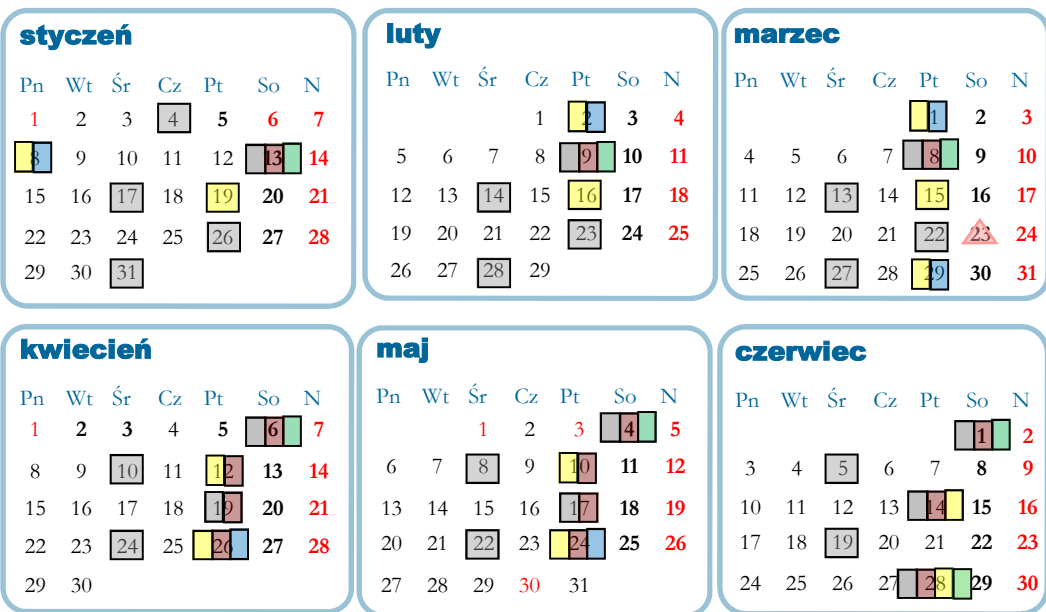 styczeń
Pn Wt Śr Cz Pt So N
1 2 3 4 5 6 7
8 9 10 11 12 13 14
15 16 17 18 19 20 21
22 23 24 25 26 27 28
29 30 31
luty
Pn Wt Śr Cz Pt So N
1 2 3 4
5 6 7 8 9 10 11
12 13 14 15 16 17 18
19 20 21 22 23 24 25
26 27 28 29
marzec
Pn Wt Śr Cz Pt So N
1 2 3
4 5 6 7 8 9 10
11 12 13 14 15 16 17
18 19 20 21 22 23 24
25 26 27 28 29 30 31
kwiecień
Pn Wt Śr Cz Pt So N
1 2 3 4 5 6 7
8 9 10 11 12 13 14
15 16 17 18 19 20 21
22 23 24 25 26 27 28
29 30
maj
Pn Wt Śr Cz Pt So N
1 2 3 4 5
6 7 8 9 10 11 12
13 14 15 16 17 18 19
20 21 22 23 24 25 26
27 28 29 30 31
czerwiec
Pn Wt Śr Cz Pt So N
1 2
3 4 5 6 7 8 9
10 11 12 13 14 15 16
17 18 19 20 21 22 23
24 25 26 27 28 29 30